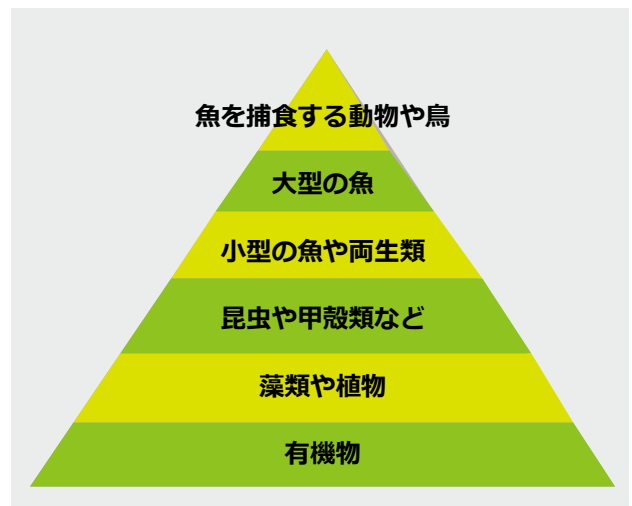 魚を捕食する動物や鳥
大型の魚
小型の魚や両生類
昆虫や甲殻類など
藻類や植物
有機物